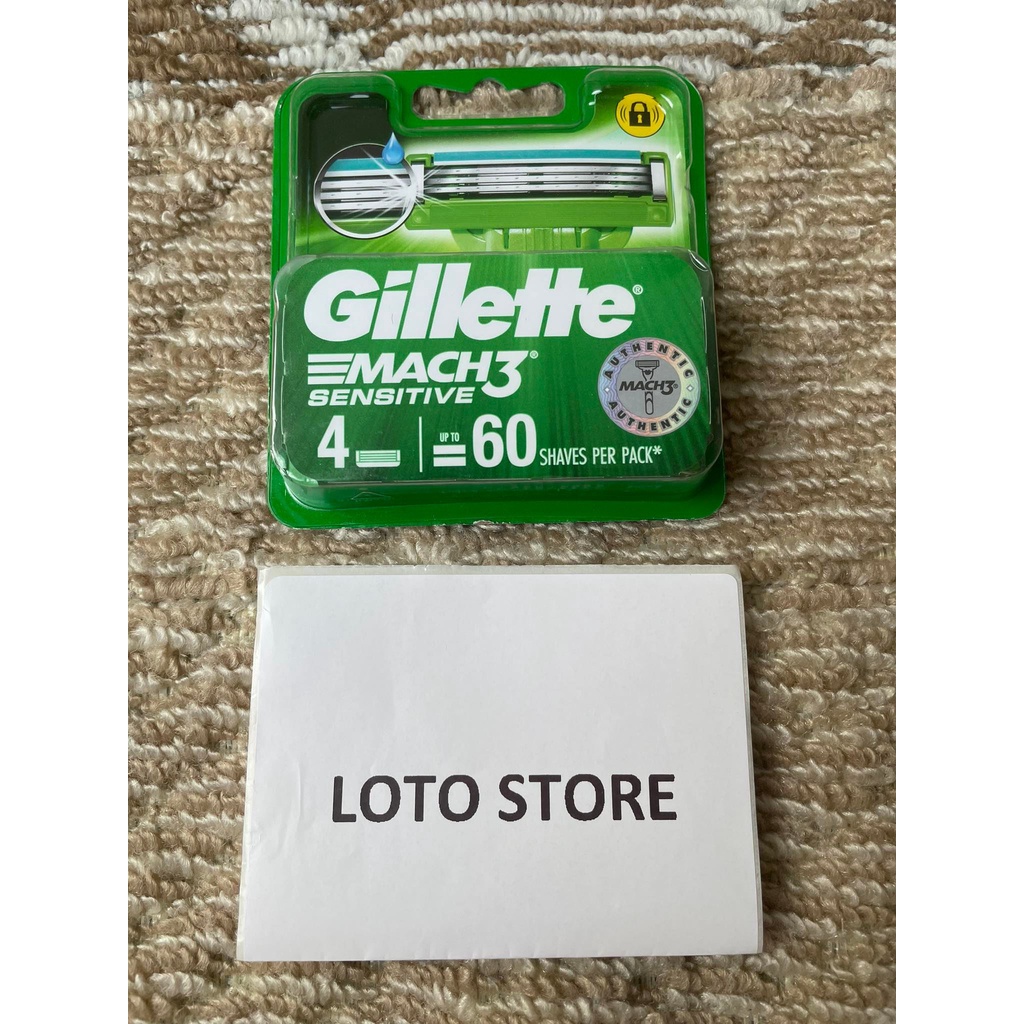 Gillette®
MACH3®
SENSITIVE
AUTHENTIC
MACH3®
AUTHENTIC
4 | UP TO 60 SHAVES PER PACK*
LOTO STORE